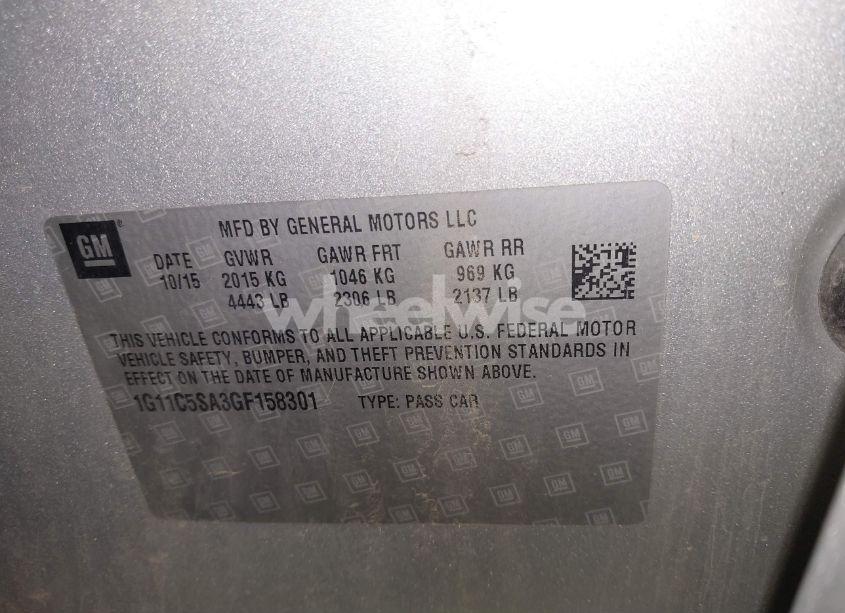 GM
MFD BY GENERAL MOTORS LLC
DATE GVWR GAWR FRT GAWR RR
10/15 2015 KG 1046 KG 969 KG
4443 LB 2306 LB 2137 LB
wheelwise
THIS VEHICLE CONFORMS TO ALL APPLICABLE U.S. FEDERAL MOTOR
VEHICLE SAFETY, BUMPER, AND THEFT PREVENTION STANDARDS IN
EFFECT ON THE DATE OF MANUFACTURE SHOWN ABOVE.
1G11C5SA3GF158301 TYPE: PASS CAR